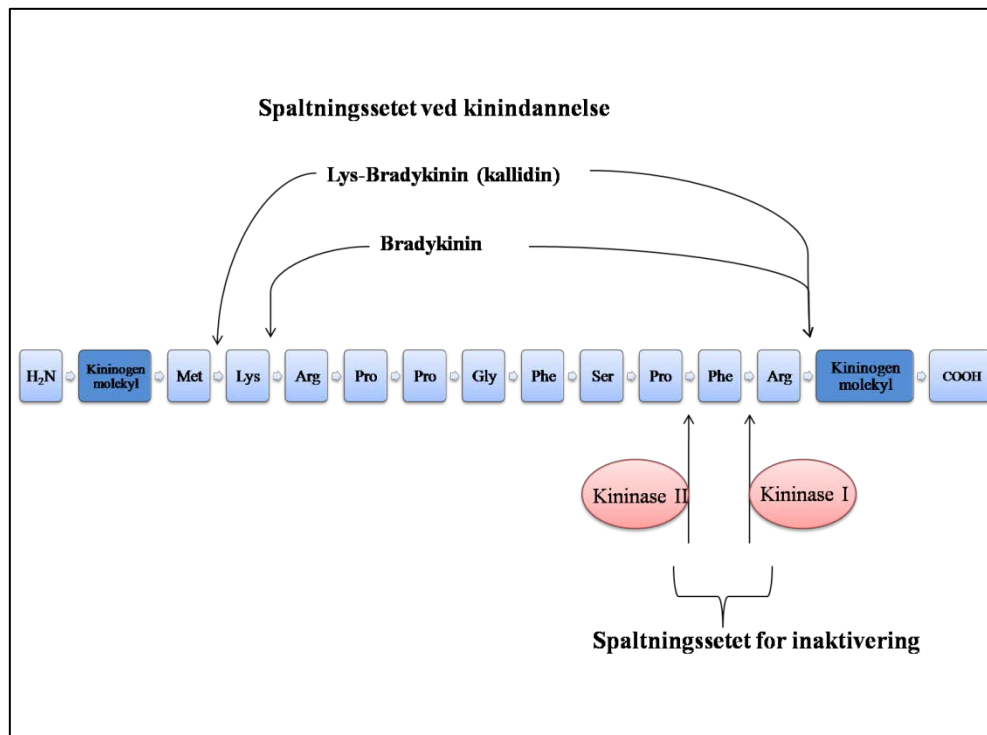 Spaltningssetet ved kinindannelse
Lys-Bradykinin (kallidin)
Bradykinin
H₂N
Kininogen
molekyl
Met
Lys
Arg
Pro
Pro
Gly
Phe
Ser
Pro
Phe
Arg
Kininogen
molekyl
COOH
Kininase II
Kininase I
Spaltningssetet for inaktivering